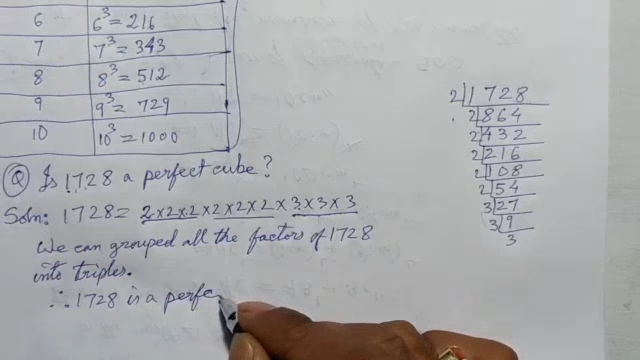 6 6³ = 216
7 7³ = 343
8 8³ = 512
9 9³ = 729
10 10³ = 1000
Q Is 1728 a perfect cube?
Soln: 1728 = 2×2×2×2×2×2×3×3×3
We can grouped all the factors of 1728
into triples.
∴ 1728 is a perfe
2 1728
2 864
2 432
2 216
2 108
2 54
3 27
3 9
3